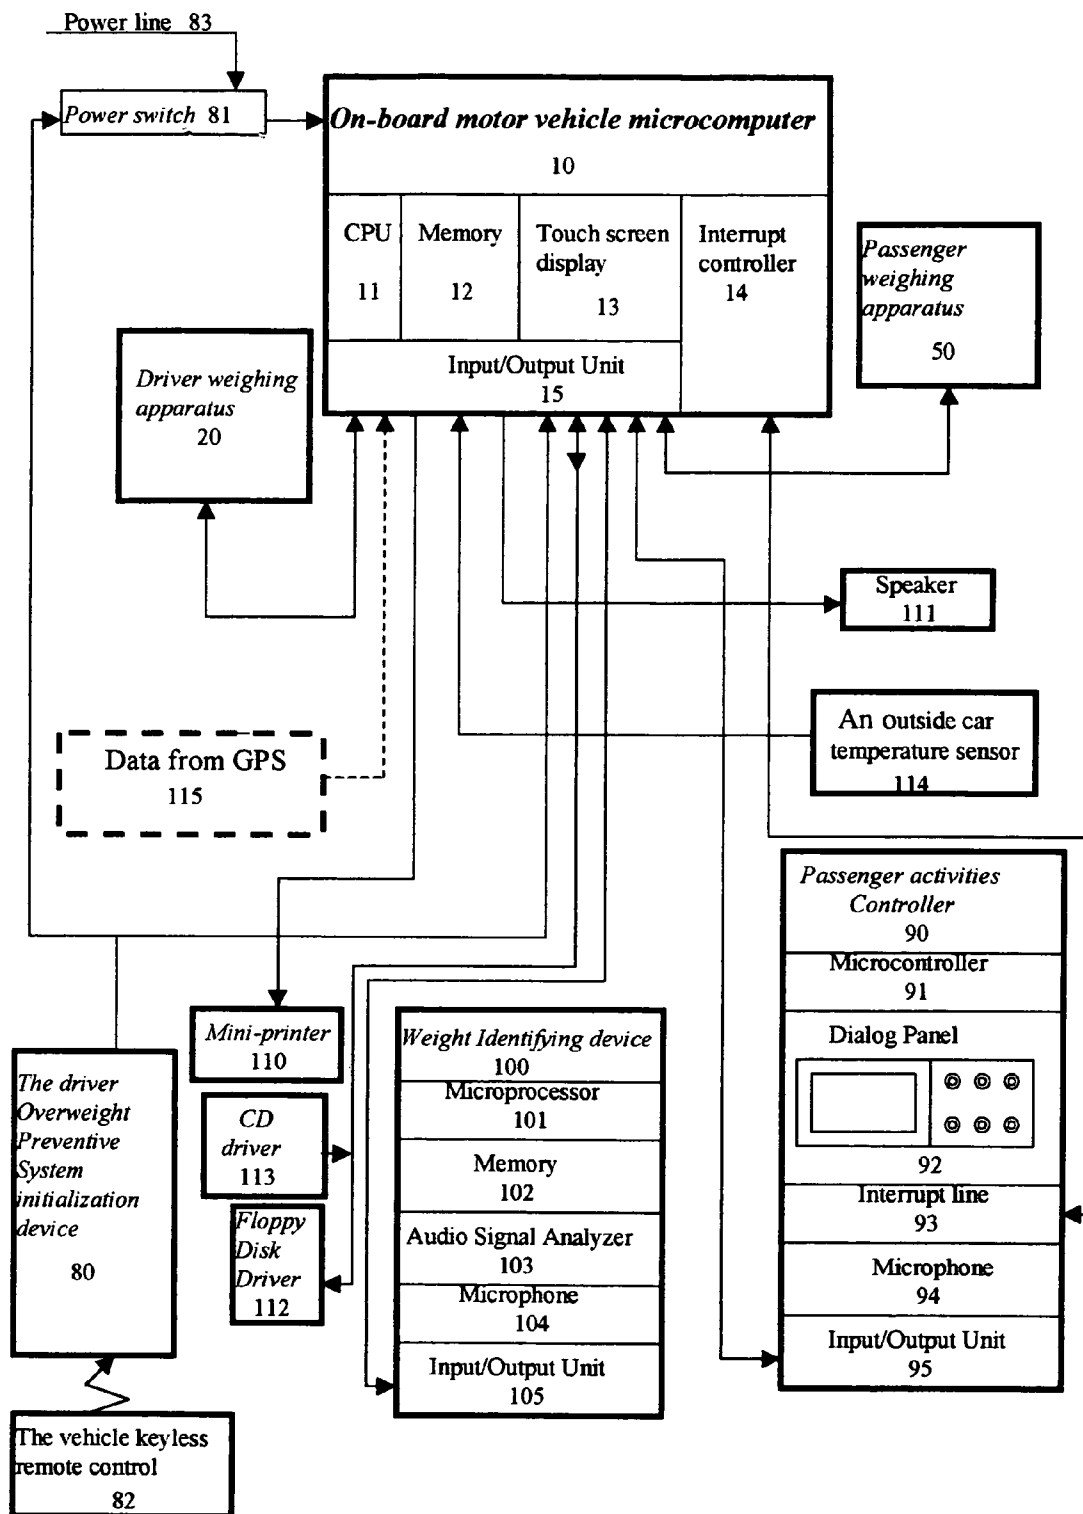 Power line 83
Power switch 81
On-board motor vehicle microcomputer
10
CPU
11
Memory
12
Touch screen
display
13
Interrupt
controller
14
Input/Output Unit
15
Passenger
weighing
apparatus
50
Driver weighing
apparatus
20
Speaker
111
An outside car
temperature sensor
114
Data from GPS
115
Passenger activities
Controller
90
Microcontroller
91
Dialog Panel
92
Interrupt line
93
Microphone
94
Input/Output Unit
95
Mini-printer
110
CD
driver
113
Floppy
Disk
Driver
112
Weight Identifying device
100
Microprocessor
101
Memory
102
Audio Signal Analyzer
103
Microphone
104
Input/Output Unit
105
The driver
Overweight
Preventive
System
initialization
device
80
The vehicle keyless
remote control
82